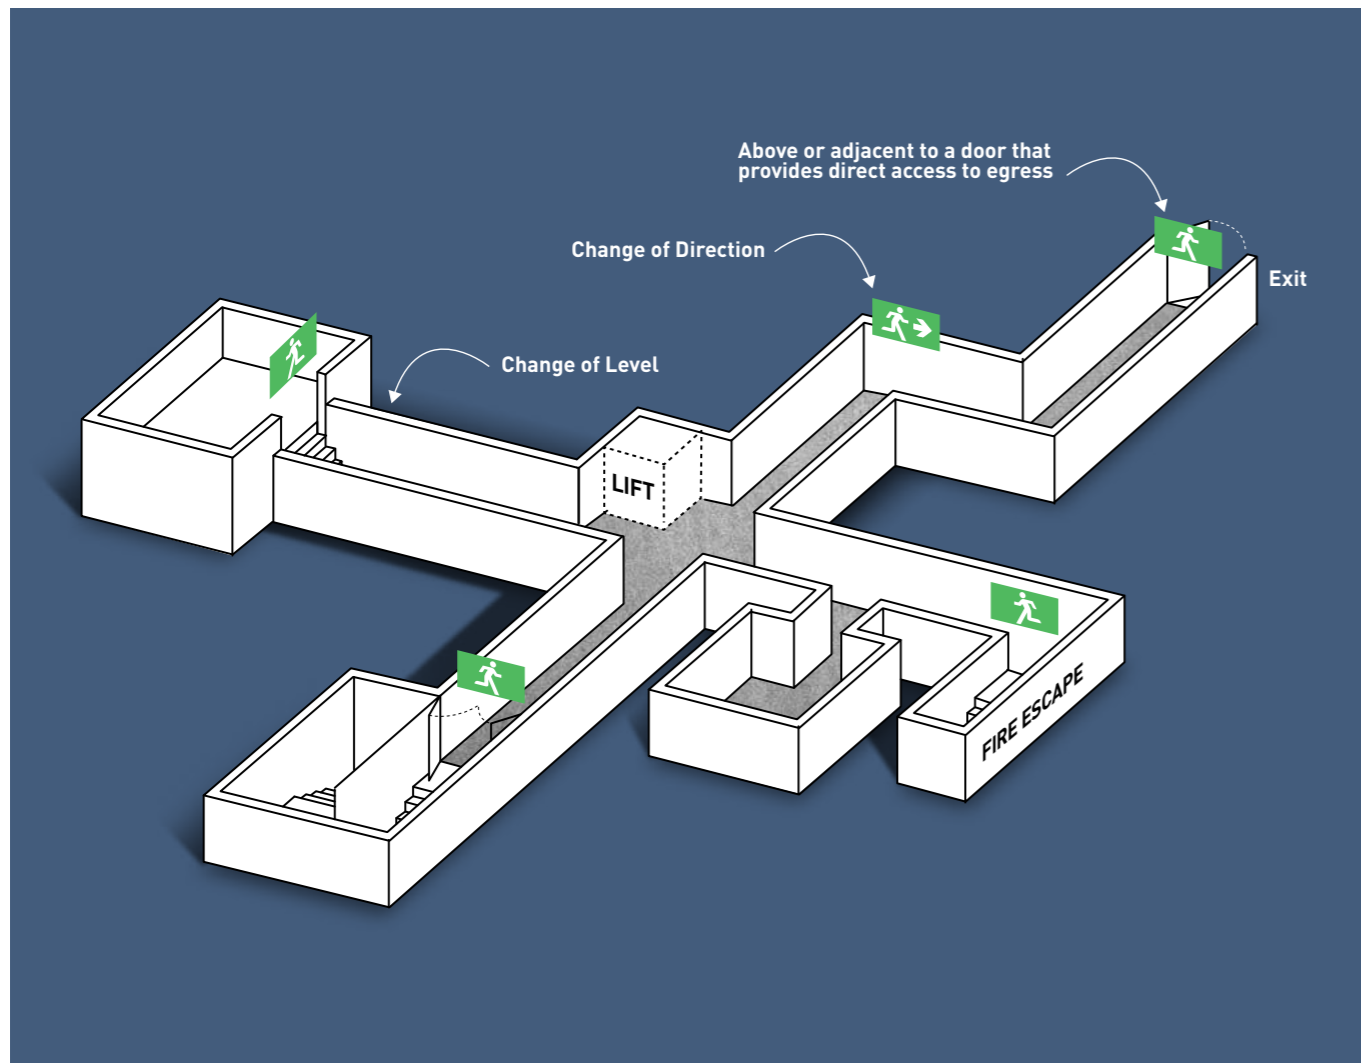 Above or adjacent to a door that
provides direct access to egress
Change of Direction
Exit
Change of Level
LIFT
FIRE ESCAPE